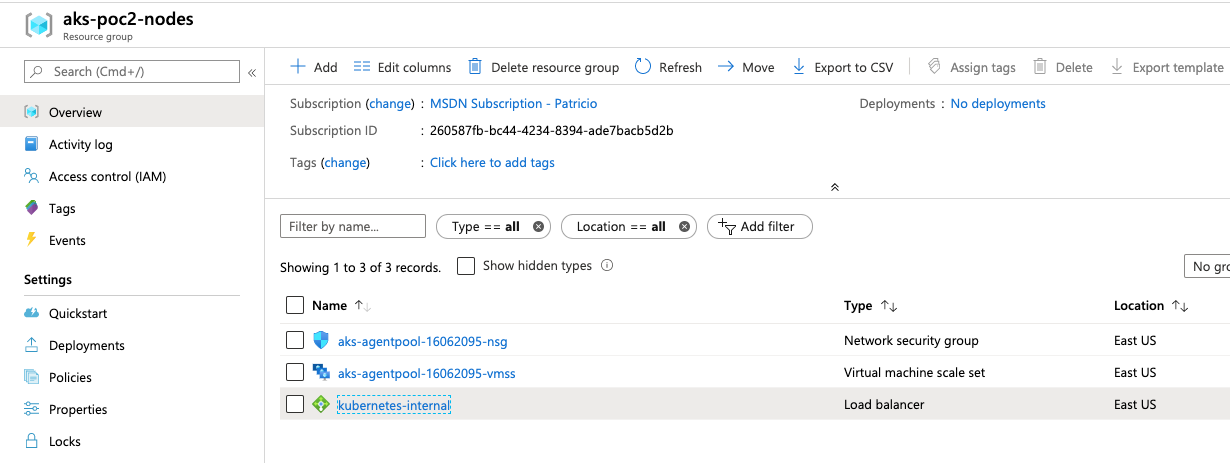 aks-poc2-nodes
Resource group
Search (Cmd+/)
«
Overview
Activity log
Access control (IAM)
Tags
Events
Settings
Quickstart
Deployments
Policies
Properties
Locks
Add Edit columns Delete resource group Refresh Move Export to CSV Assign tags Delete Export template
Subscription (change) : MSDN Subscription - Patricio Deployments : No deployments
Subscription ID : 260587fb-bc44-4234-8394-ade7bacb5d2b
Tags (change) : Click here to add tags
Filter by name... Type == all Location == all Add filter
Showing 1 to 3 of 3 records. Show hidden types No gro
Name ↑↓ Type ↑↓ Location ↑↓
aks-agentpool-16062095-nsg Network security group East US
aks-agentpool-16062095-vmss Virtual machine scale set East US
kubernetes-internal Load balancer East US